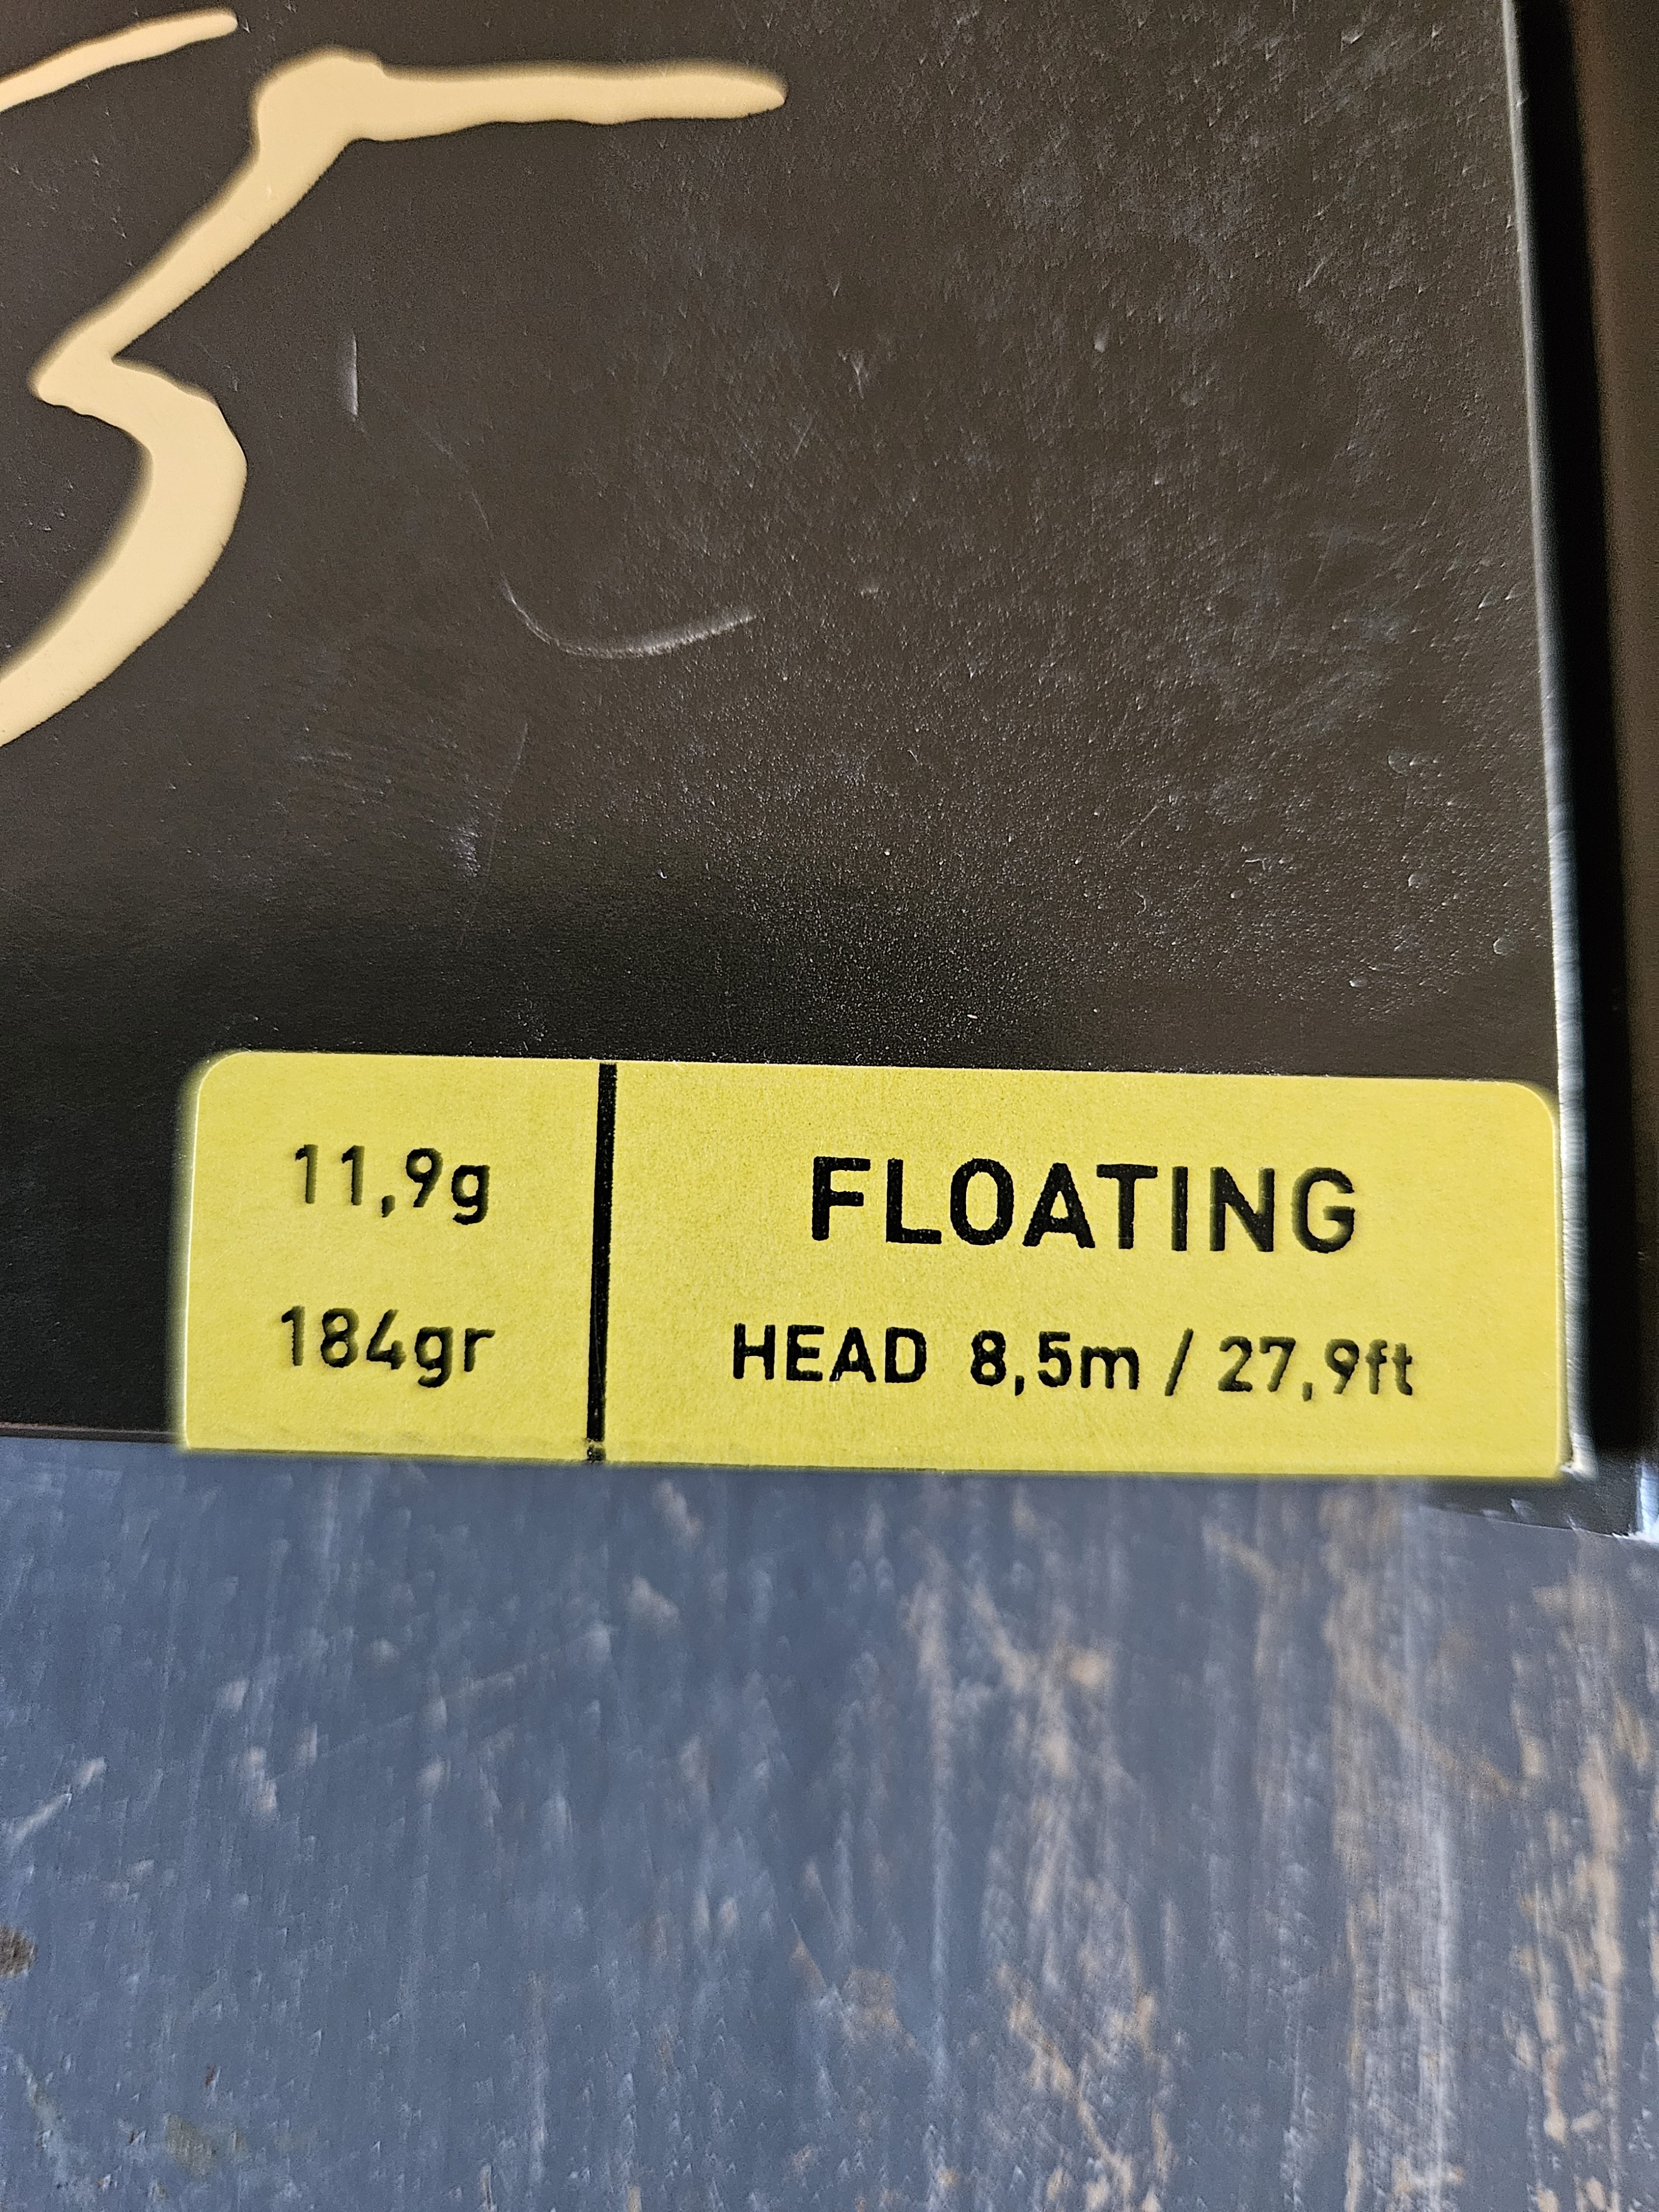 11,9g
184gr
FLOATING
HEAD 8,5m / 27,9ft